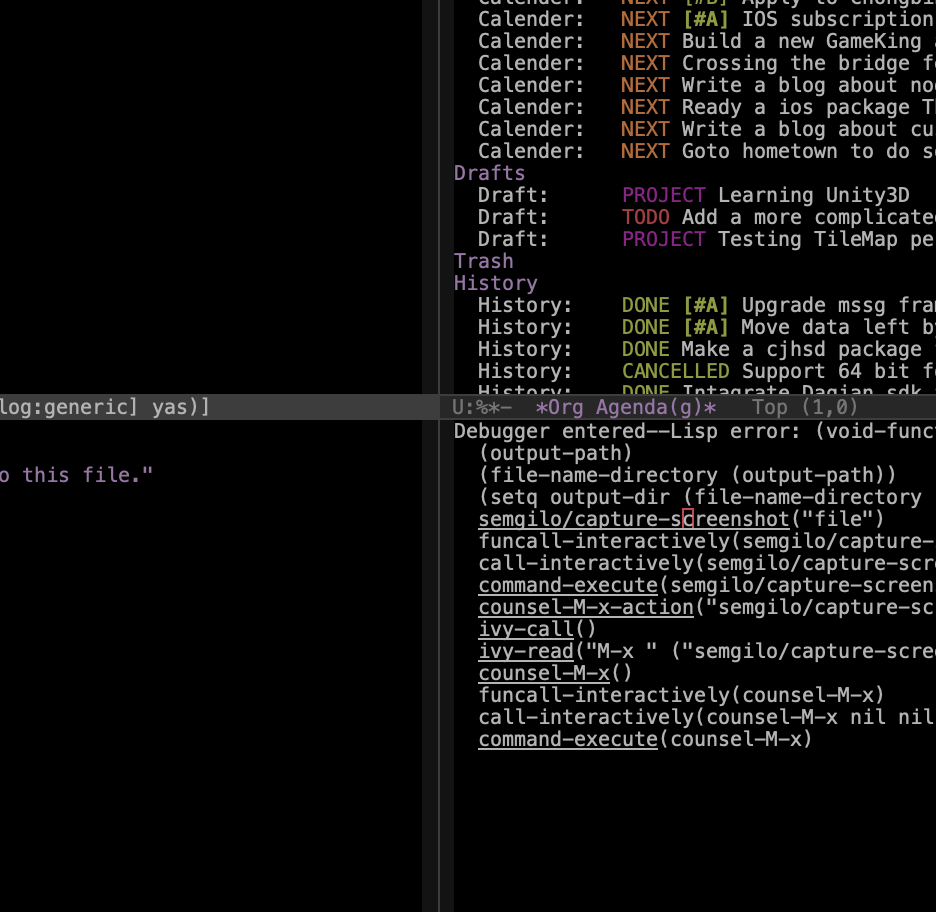 Calender:   NEXT [#B] Apply to
Calender:   NEXT [#A] IOS subscription
Calender:   NEXT Build a new GameKing
Calender:   NEXT Crossing the bridge
Calender:   NEXT Write a blog about
Calender:   NEXT Ready a ios package
Calender:   NEXT Write a blog about cu
Calender:   NEXT Goto hometown to do
Drafts
Draft:      PROJECT Learning Unity3D
Draft:      TODO Add a more complicate
Draft:      PROJECT Testing TileMap pe
Trash
History
History:    DONE [#A] Upgrade mssg fra
History:    DONE [#A] Move data left b
History:    DONE Make a cjhsd package
History:    CANCELLED Support 64 bit f
History:    DONE Intagrate Daqian sdk
log:generic] yas)]
o this file."
U:%*-  *Org Agenda(g)*   Top (1,0)
Debugger entered--Lisp error: (void-func
(output-path)
(file-name-directory (output-path))
(setq output-dir (file-name-directory
semgilo/capture-screenshot("file")
funcall-interactively(semgilo/capture-
call-interactively(semgilo/capture-scr
command-execute(semgilo/capture-screen
counsel-M-x-action("semgilo/capture-sc
ivy-call()
ivy-read("M-x " ("semgilo/capture-scre
counsel-M-x()
funcall-interactively(counsel-M-x)
call-interactively(counsel-M-x nil nil
command-execute(counsel-M-x)